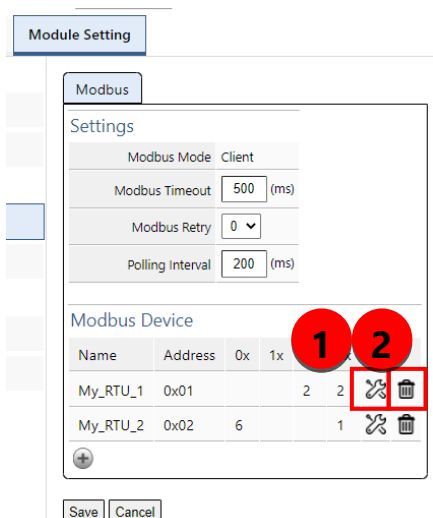 Module Setting
Modbus
Settings
Modbus Mode Client
Modbus Timeout 500 (ms)
Modbus Retry 0
Polling Interval 200 (ms)
Modbus Device
1 2
Name Address 0x 1x
My_RTU_1 0x01 2 2
My_RTU_2 0x02 6 1
Save Cancel